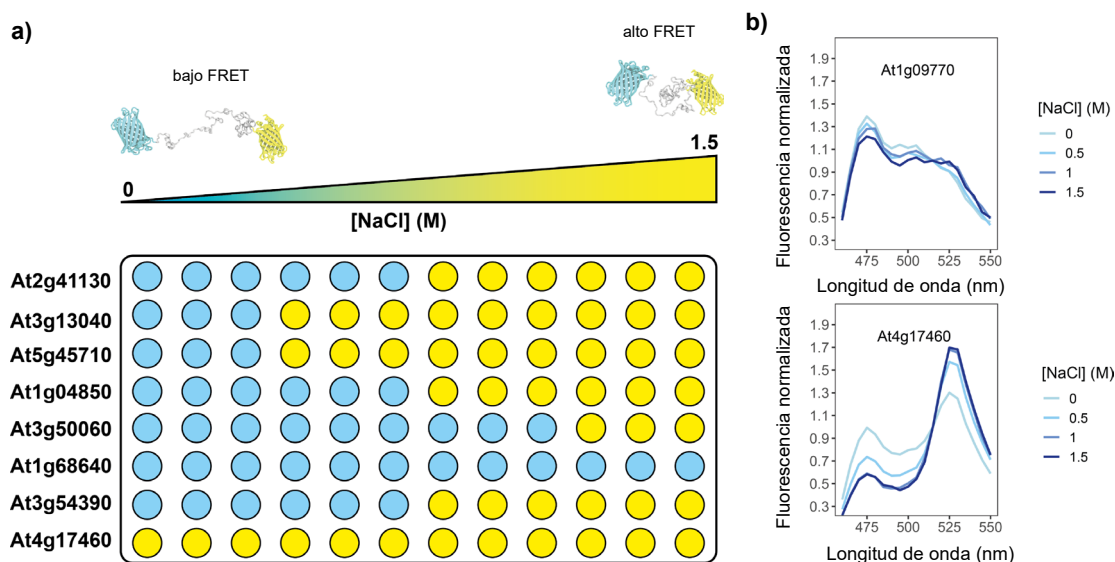 a)
bajo FRET
alto FRET
0
1.5
[NaCl] (M)
At2g41130
At3g13040
At5g45710
At1g04850
At3g50060
At1g68640
At3g54390
At4g17460
b)
Fluorescencia normalizada
1.9
1.7
1.5
1.3
1.1
0.9
0.7
0.5
0.3
At1g09770
475 500 525 550
Longitud de onda (nm)
[NaCl] (M)
0
0.5
1
1.5
Fluorescencia normalizada
1.9
1.7
1.5
1.3
1.1
0.9
0.7
0.5
0.3
At4g17460
475 500 525 550
Longitud de onda (nm)
[NaCl] (M)
0
0.5
1
1.5